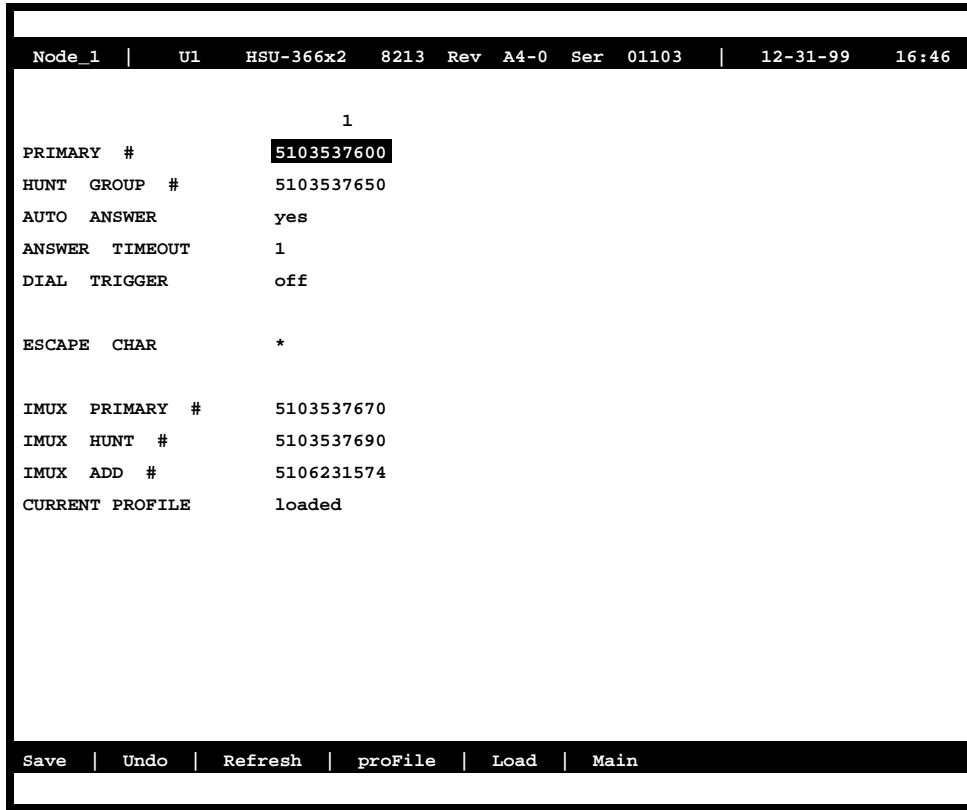 Node_1 | U1 HSU-366x2 8213 Rev A4-0 Ser 01103 | 12-31-99 16:46
1
PRIMARY # 5103537600
HUNT GROUP # 5103537650
AUTO ANSWER yes
ANSWER TIMEOUT 1
DIAL TRIGGER off
ESCAPE CHAR *
IMUX PRIMARY # 5103537670
IMUX HUNT # 5103537690
IMUX ADD # 5106231574
CURRENT PROFILE loaded
Save | Undo | Refresh | proFile | Load | Main